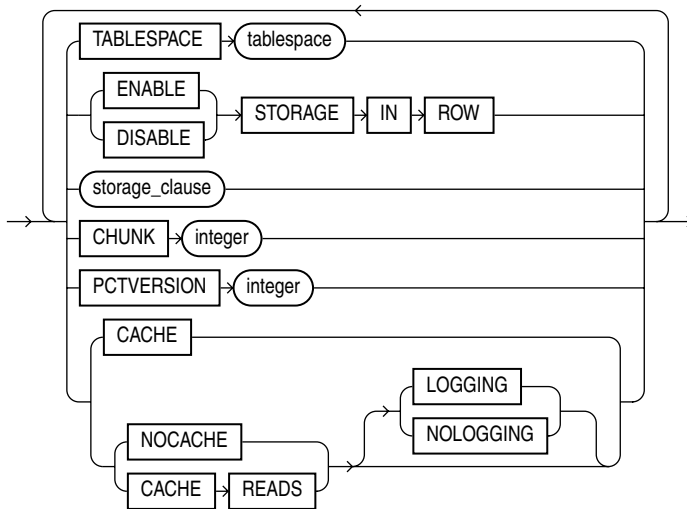 TABLESPACE tablespace
ENABLE
STORAGE IN ROW
DISABLE
storage_clause
CHUNK integer
PCTVERSION integer
CACHE
LOGGING
NOLOGGING
NOCACHE
CACHE READS